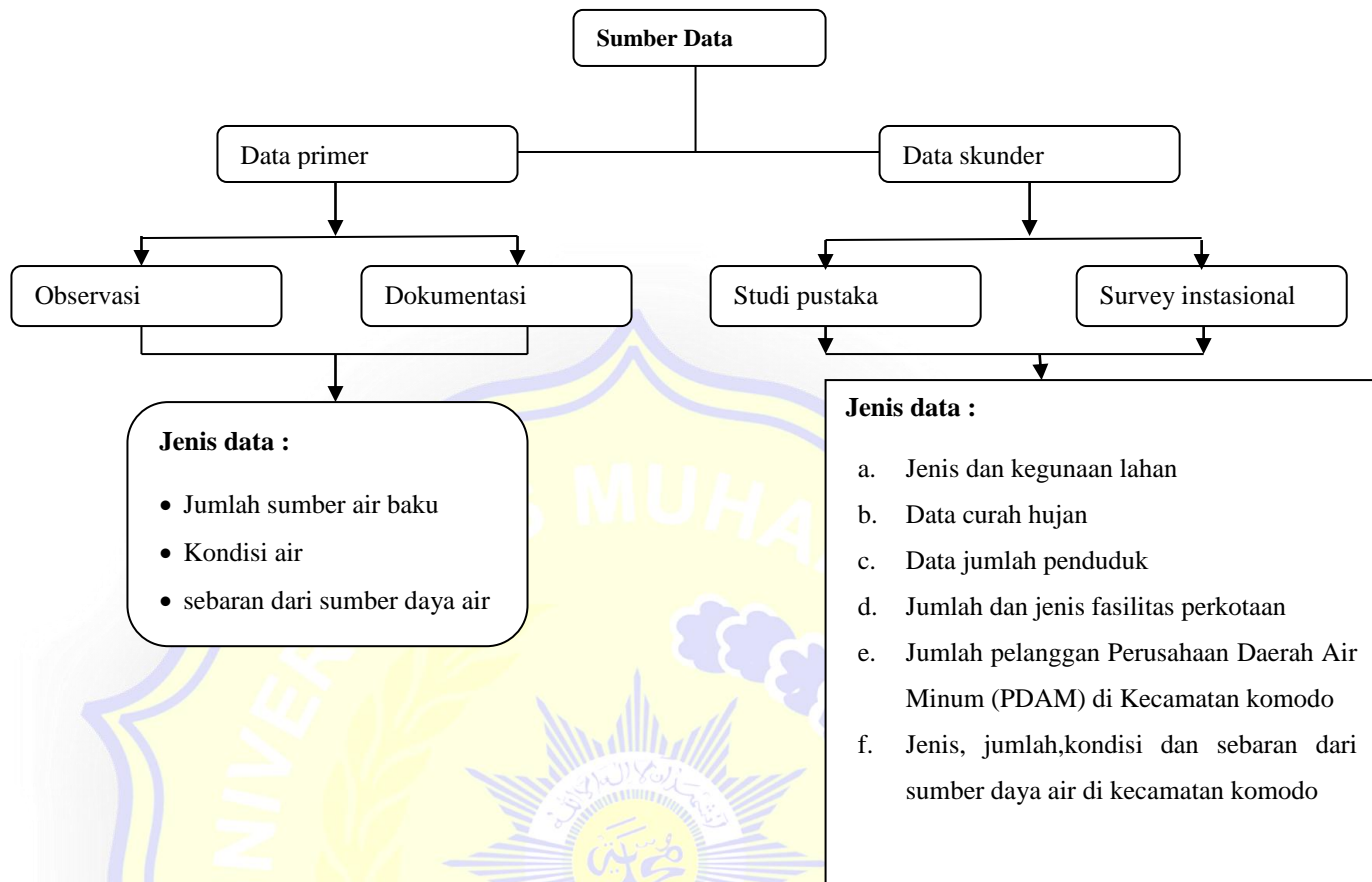 Sumber Data
Data primer
Data skunder
Observasi
Dokumentasi
Studi pustaka
Survey instasional
Jenis data :
• Jumlah sumber air baku
• Kondisi air
• sebaran dari sumber daya air
Jenis data :
a. Jenis dan kegunaan lahan
b. Data curah hujan
c. Data jumlah penduduk
d. Jumlah dan jenis fasilitas perkotaan
e. Jumlah pelanggan Perusahaan Daerah Air
Minum (PDAM) di Kecamatan komodo
f. Jenis, jumlah,kondisi dan sebaran dari
sumber daya air di kecamatan komodo